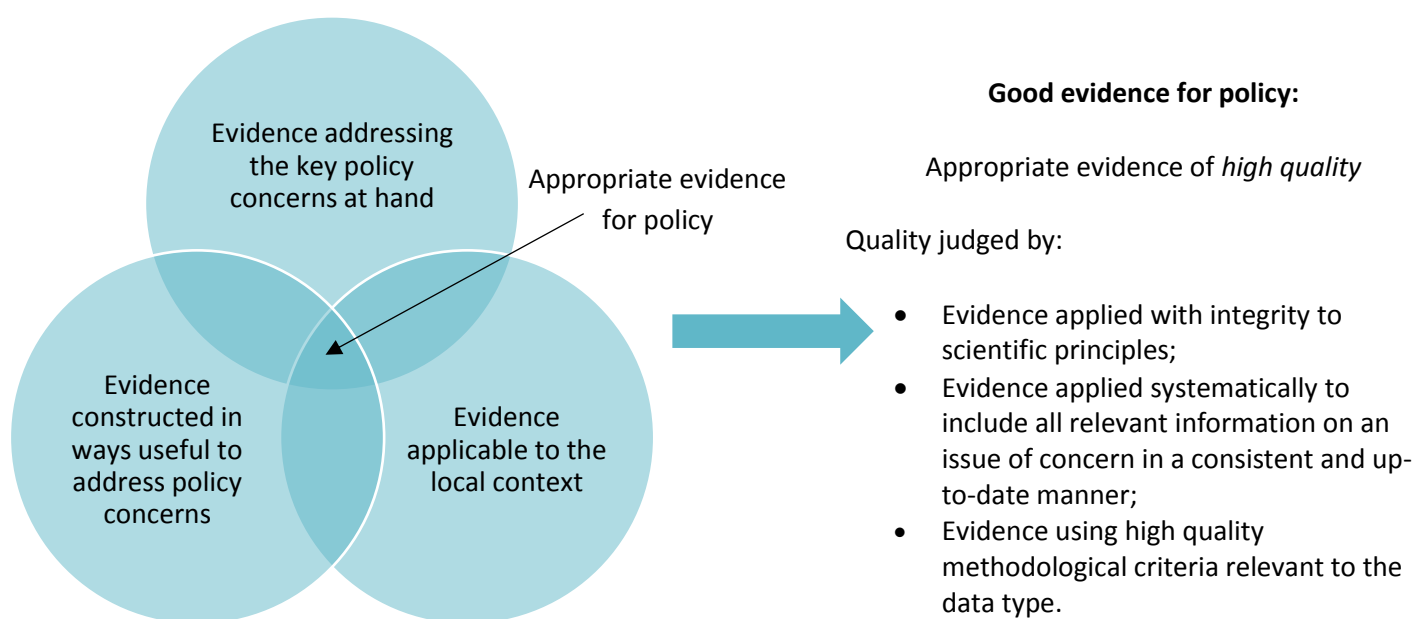 Evidence addressing
the key policy
concerns at hand
Evidence
constructed in
ways useful to
address policy
concerns
Evidence
applicable to the
local context
Appropriate evidence
for policy
Good evidence for policy:
Appropriate evidence of high quality
Quality judged by:
• Evidence applied with integrity to
scientific principles;
• Evidence applied systematically to
include all relevant information on an
issue of concern in a consistent and up-
to-date manner;
• Evidence using high quality
methodological criteria relevant to the
data type.